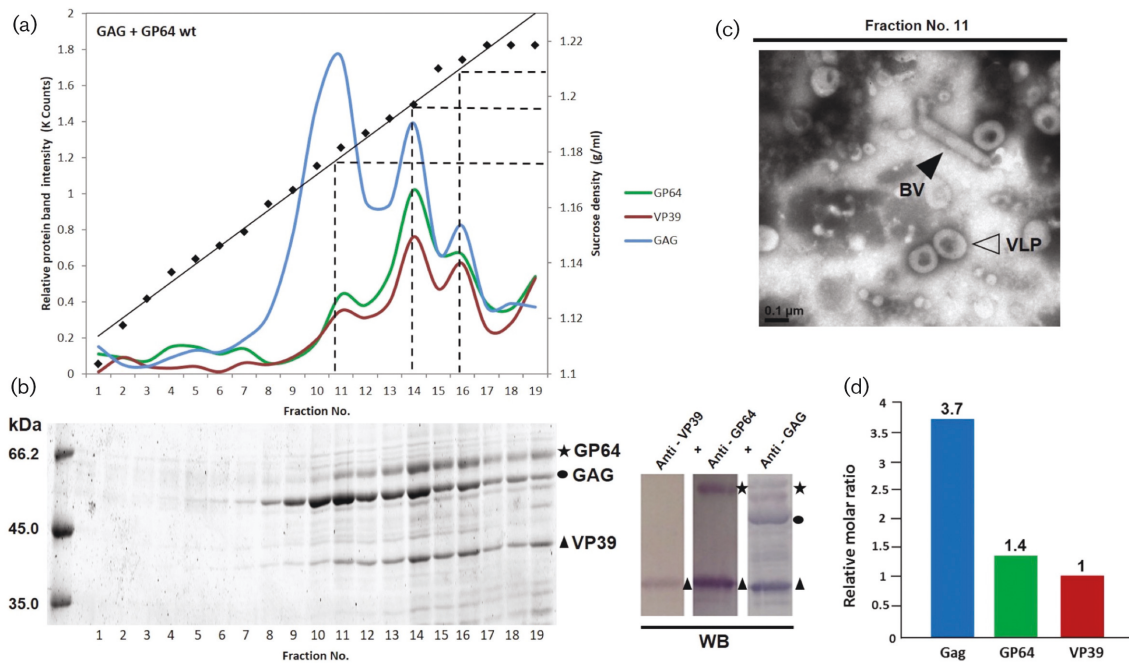 (a)
GAG + GP64 wt
Relative protein band intensity (K Counts)
2
1.8
1.6
1.4
1.2
1
0.8
0.6
0.4
0.2
0
1.22
1.2
1.18
1.16
1.14
1.12
1.1
Sucrose density (g/ml)
1 2 3 4 5 6 7 8 9 10 11 12 13 14 15 16 17 18 19
Fraction No.
GP64
VP39
GAG
(c)
Fraction No. 11
BV
VLP
0.1 μm
(b)
kDa
66.2
45.0
35.0
GP64
GAG
VP39
1 2 3 4 5 6 7 8 9 10 11 12 13 14 15 16 17 18 19
Fraction No.
Anti - VP39
+
Anti - GP64
+
Anti - GAG
WB
(d)
Relative molar ratio
4
3.5
2.5
2
1.5
1
0.5
0
3.7
1.4
1
Gag GP64 VP39